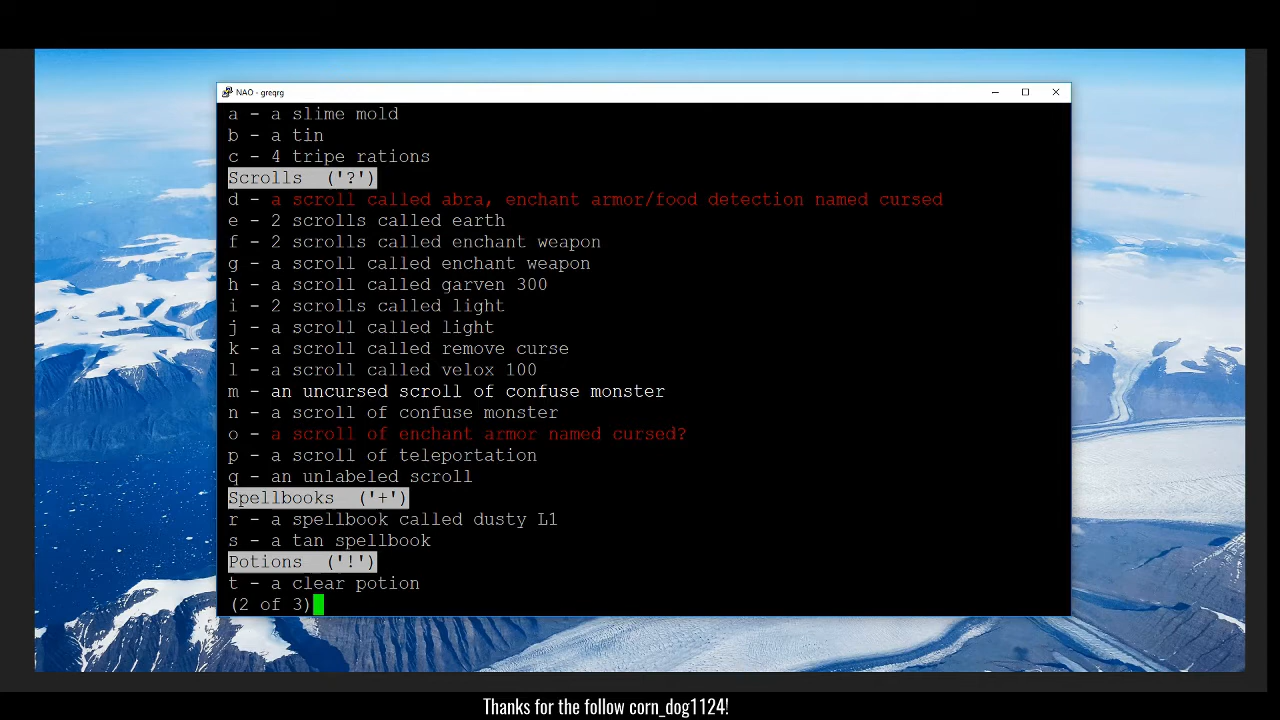 NAO - greqrg
a - a slime mold
b - a tin
c - 4 tripe rations
Scrolls  ('?')
d - a scroll called abra, enchant armor/food detection named cursed
e - 2 scrolls called earth
f - 2 scrolls called enchant weapon
g - a scroll called enchant weapon
h - a scroll called garven 300
i - 2 scrolls called light
j - a scroll called light
k - a scroll called remove curse
l - a scroll called velox 100
m - an uncursed scroll of confuse monster
n - a scroll of confuse monster
o - a scroll of enchant armor named cursed?
p - a scroll of teleportation
q - an unlabeled scroll
Spellbooks  ('+')
r - a spellbook called dusty L1
s - a tan spellbook
Potions  ('!')
t - a clear potion
(2 of 3)
Thanks for the follow corn_dog1124!